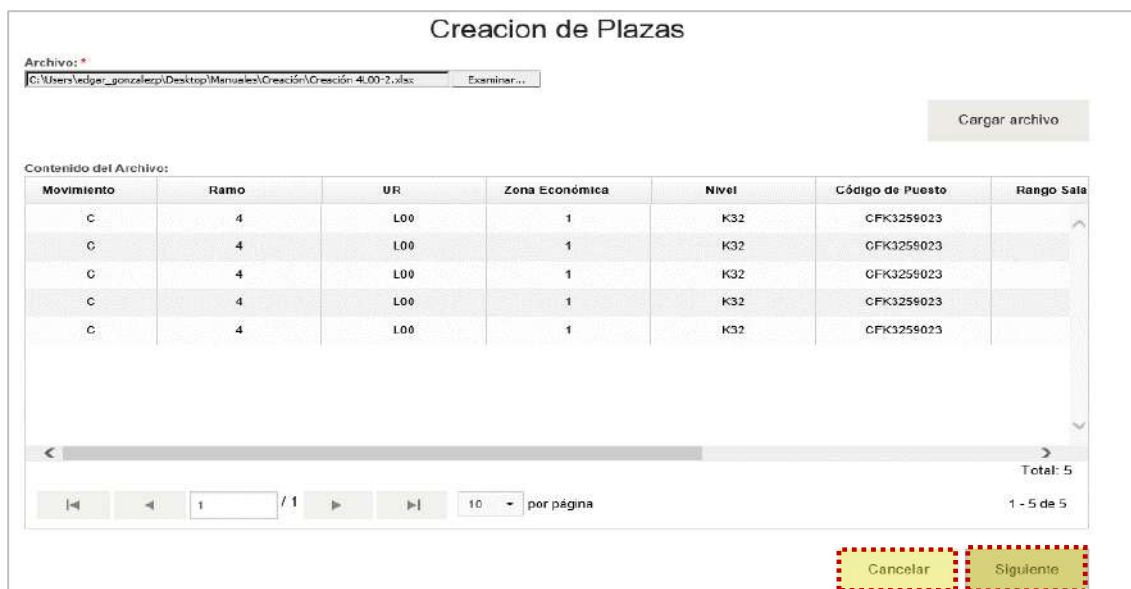 Creacion de Plazas
Archivo: *
C:\Users\edgar_gonzalezp\Desktop\Manuales\Creación\Creación 4L00-2.xlsx Examinar...
Cargar archivo
Contenido del Archivo:
Movimiento Ramo UR Zona Económica Nivel Código de Puesto Rango Sala
C 4 L00 1 K32 CFK3259023
C 4 L00 1 K32 CFK3259023
C 4 L00 1 K32 CFK3259023
C 4 L00 1 K32 CFK3259023
C 4 L00 1 K32 CFK3259023
Total: 5
1 / 1 10 por página 1 - 5 de 5
Cancelar Siguiente